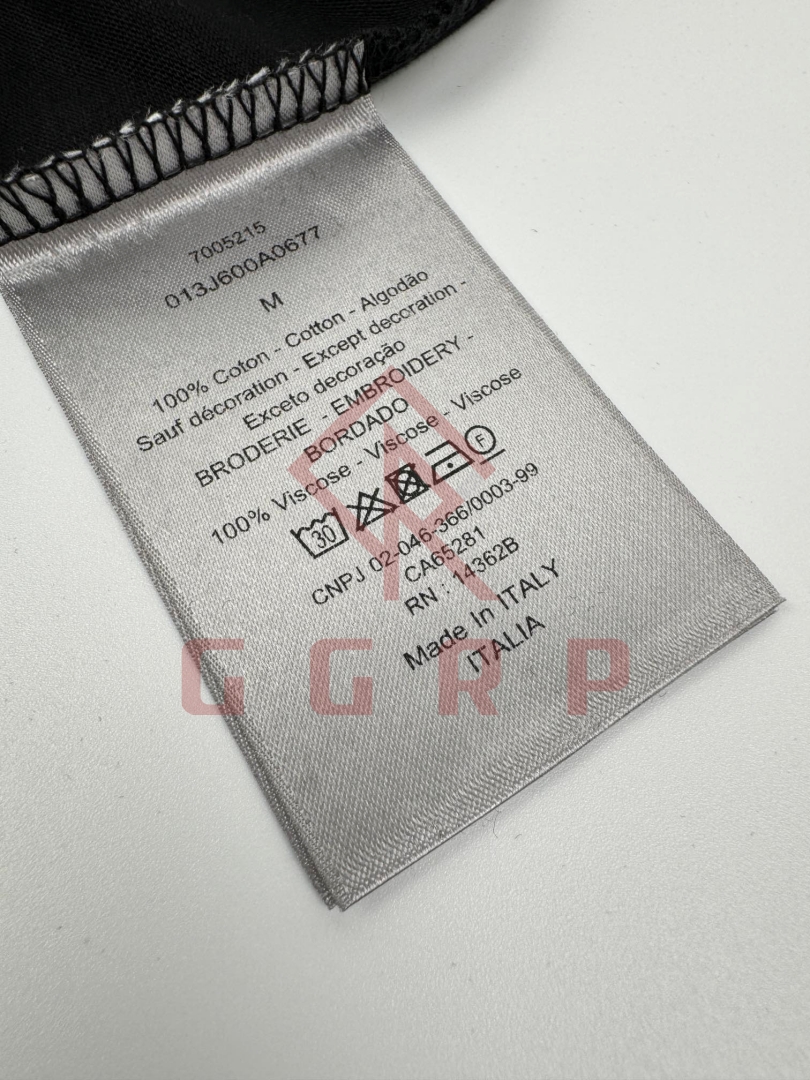 7005215
013J600A0677
M
100% Coton - Cotton - Algodão
Sauf décoration - Except decoration -
Exceto decoração
BRODERIE - EMBROIDERY -
BORDADO
100% Viscose - Viscose - Viscose
30 F
CNPJ 02-046-366/0003-99
CA65281
RN : 14362B
Made In ITALY
ITALIA
GGRP